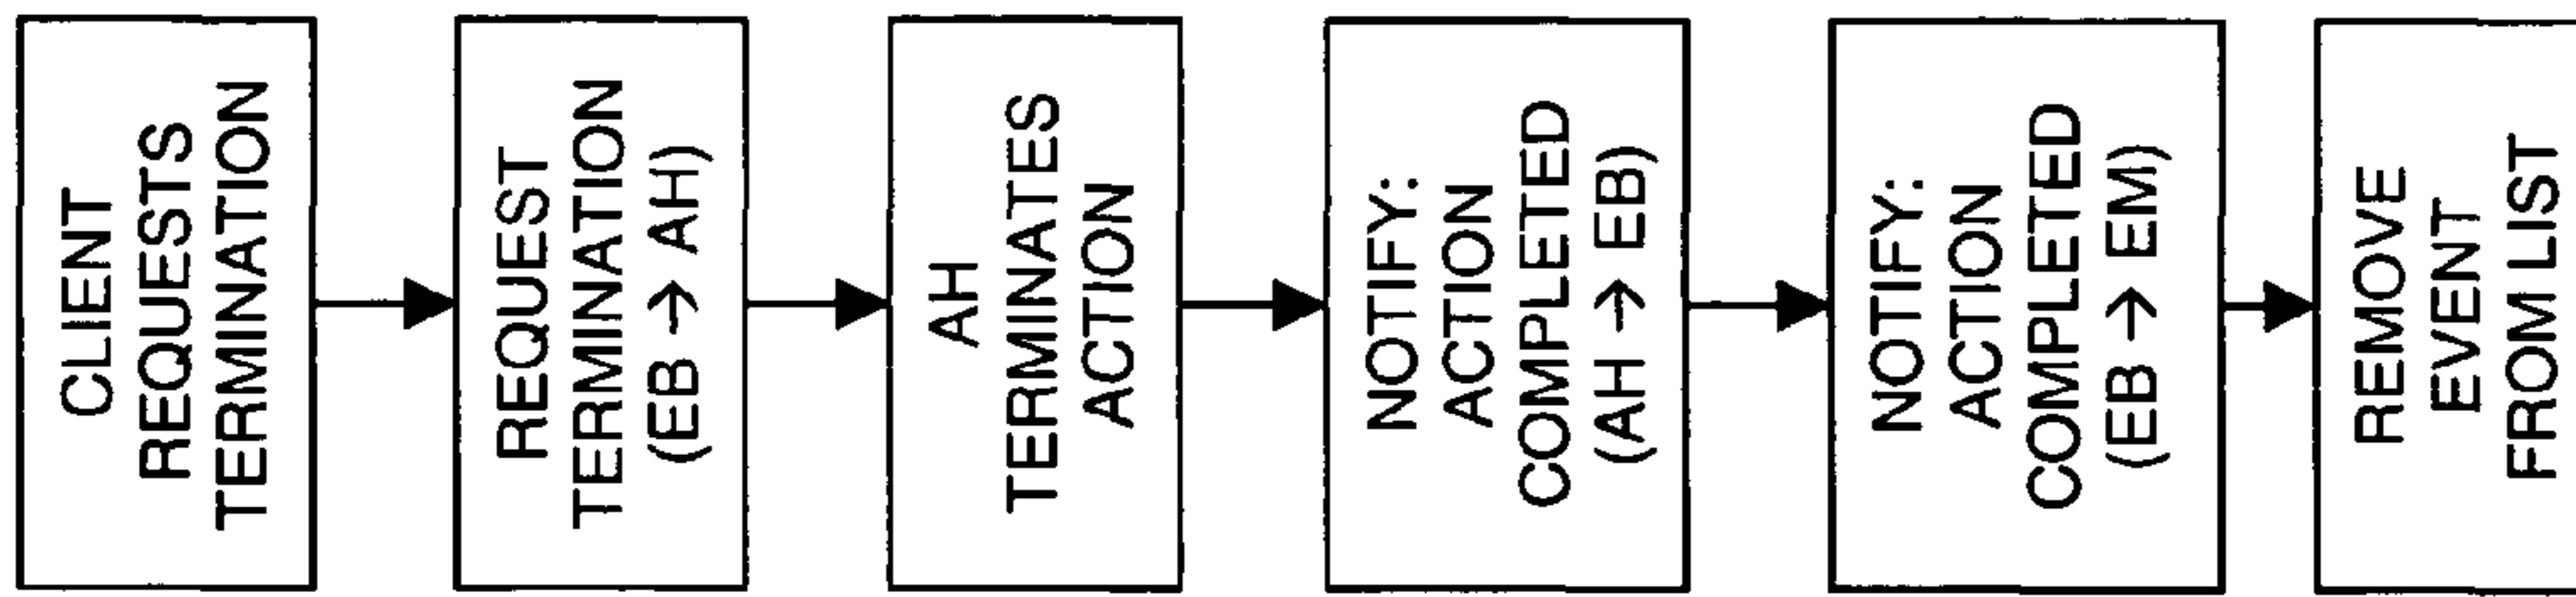 CLIENT
REQUESTS
TERMINATION
REQUEST
TERMINATION
(EB → AH)
AH
TERMINATES
ACTION
NOTIFY:
ACTION
COMPLETED
(AH → EB)
NOTIFY:
ACTION
COMPLETED
(EB → EM)
REMOVE
EVENT
FROM LIST